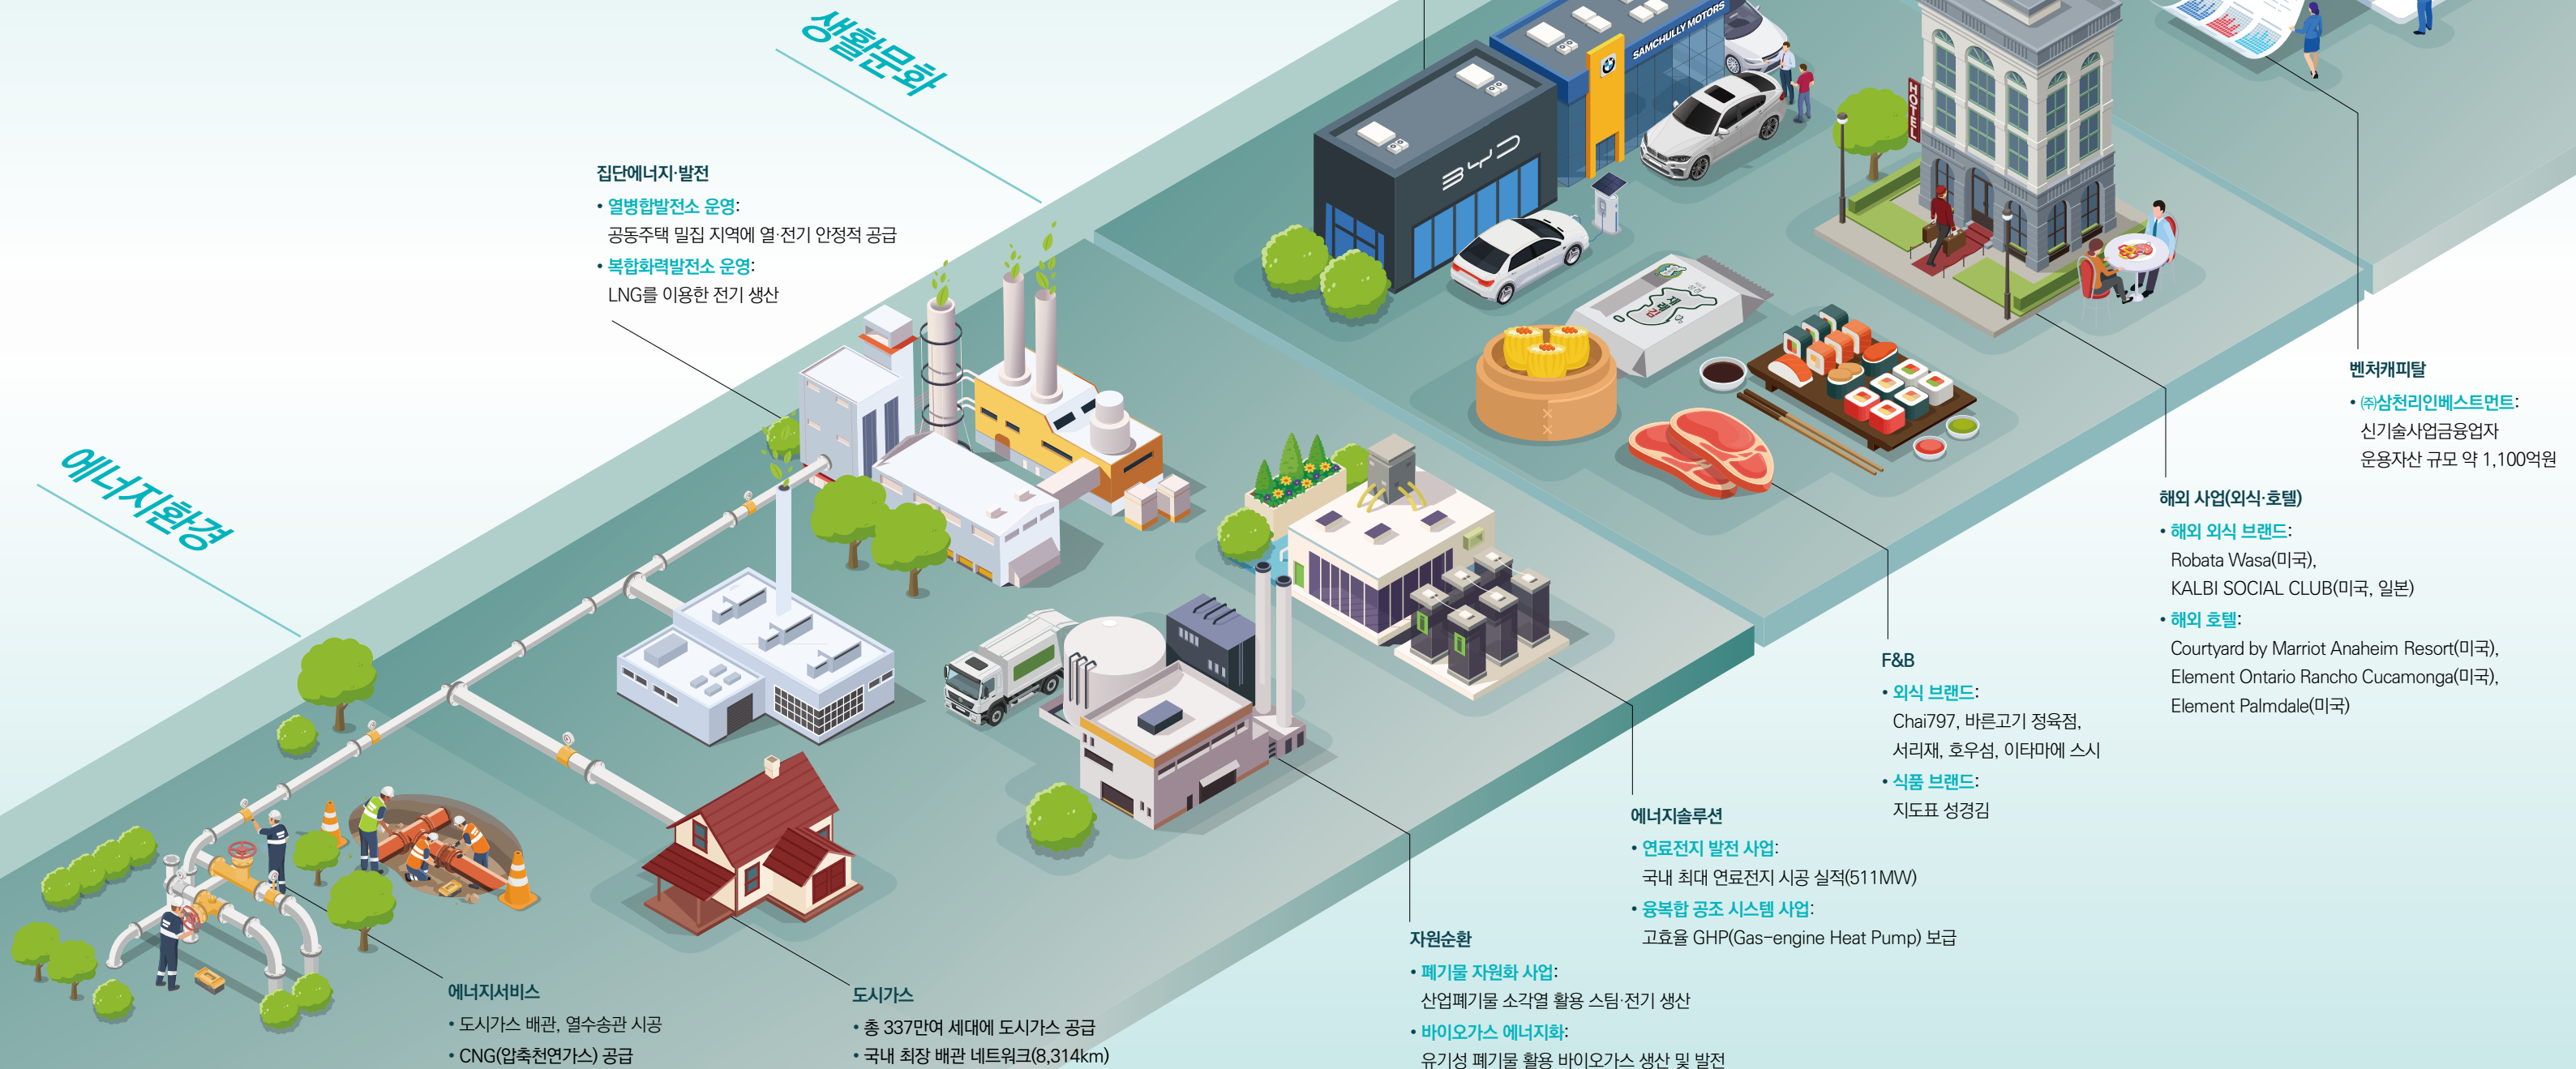 생활문화
SAMCHULLY MOTORS
BYD
HOTEL
집단에너지·발전
• 열병합발전소 운영:
공동주택 밀집 지역에 열·전기 안정적 공급
• 복합화력발전소 운영:
LNG를 이용한 전기 생산
벤처캐피탈
• ㈜삼천리인베스트먼트:
신기술사업금융업자
운용자산 규모 약 1,100억원
에너지환경
해외 사업(외식·호텔)
• 해외 외식 브랜드:
Robata Wasa(미국),
KALBI SOCIAL CLUB(미국, 일본)
• 해외 호텔:
Courtyard by Marriot Anaheim Resort(미국),
Element Ontario Rancho Cucamonga(미국),
Element Palmdale(미국)
F&B
• 외식 브랜드:
Chai797, 바른고기 정육점,
서리재, 호우섬, 이타마에 스시
• 식품 브랜드:
지도표 성경김
에너지솔루션
• 연료전지 발전 사업:
국내 최대 연료전지 시공 실적(511MW)
• 융복합 공조 시스템 사업:
고효율 GHP(Gas-engine Heat Pump) 보급
자원순환
• 폐기물 자원화 사업:
산업폐기물 소각열 활용 스팀·전기 생산
• 바이오가스 에너지화:
유기성 폐기물 활용 바이오가스 생산 및 발전
에너지서비스
• 도시가스 배관, 열수송관 시공
• CNG(압축천연가스) 공급
도시가스
• 총 337만여 세대에 도시가스 공급
• 국내 최장 배관 네트워크(8,314km)